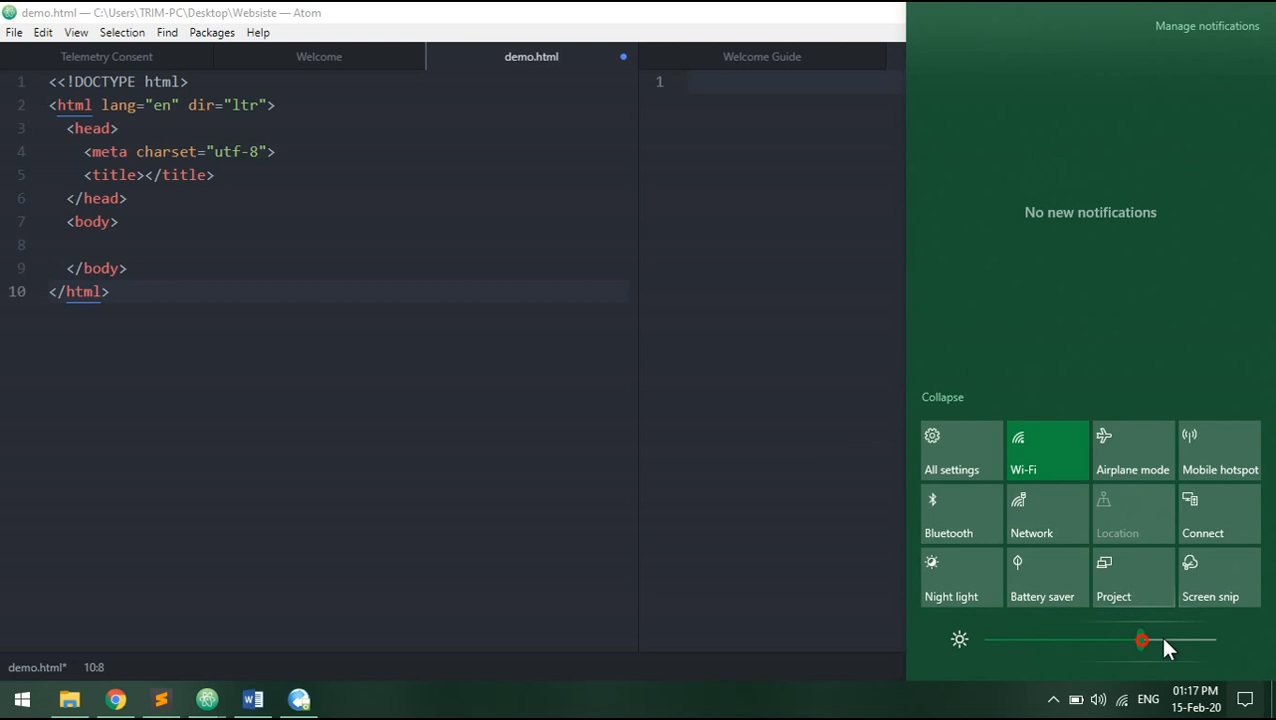 demo.html — C:\Users\TRIM-PC\Desktop\Websiste — Atom
File Edit View Selection Find Packages Help
Telemetry Consent Welcome demo.html Welcome Guide
1 <<!DOCTYPE html>
2 <html lang="en" dir="ltr">
3 <head>
4 <meta charset="utf-8">
5 <title></title>
6 </head>
7 <body>
8
9 </body>
10 </html>
demo.html* 10:8
1
Manage notifications
No new notifications
Collapse
All settings Wi-Fi Airplane mode Mobile hotspot
Bluetooth Network Location Connect
Night light Battery saver Project Screen snip
ENG
01:17 PM
15-Feb-20